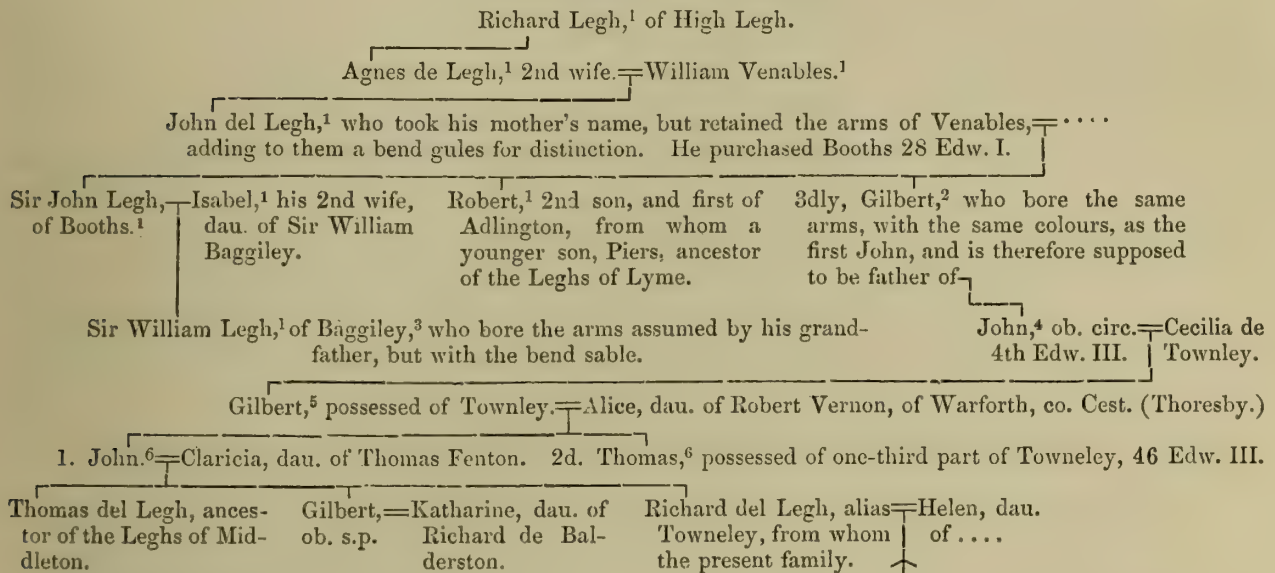 Richard Legh,¹ of High Legh.
Agnes de Legh,¹ 2nd wife.=William Venables.¹
John del Legh,¹ who took his mother's name, but retained the arms of Venables,= . . . .
adding to them a bend gules for distinction. He purchased Booths 28 Edw. I.
Sir John Legh,
of Booths.¹
Isabel,¹ his 2nd wife,
dau. of Sir William
Baggiley.
Robert,¹ 2nd son, and first of
Adlington, from whom a
younger son, Piers, ancestor
of the Leghs of Lyme.
3dly, Gilbert,² who bore the same
arms, with the same colours, as the
first John, and is therefore supposed
to be father of
Sir William Legh,¹ of Baggiley,³ who bore the arms assumed by his grand-
father, but with the bend sable.
John,⁴ ob. circ.
4th Edw. III.
=Cecilia de
Townley.
Gilbert,⁵ possessed of Townley.=Alice, dau. of Robert Vernon, of Warforth, co. Cest. (Thoresby.)
1. John.⁶=Claricia, dau. of Thomas Fenton. 2d. Thomas,⁶ possessed of one-third part of Towneley, 46 Edw. III.
Thomas del Legh, ances-
tor of the Leghs of Mid-
dleton.
Gilbert,
ob. s.p.
=Katharine, dau. of
Richard de Bal-
derston.
Richard del Legh, alias
Towneley, from whom
the present family.
=Helen, dau.
of . . . .